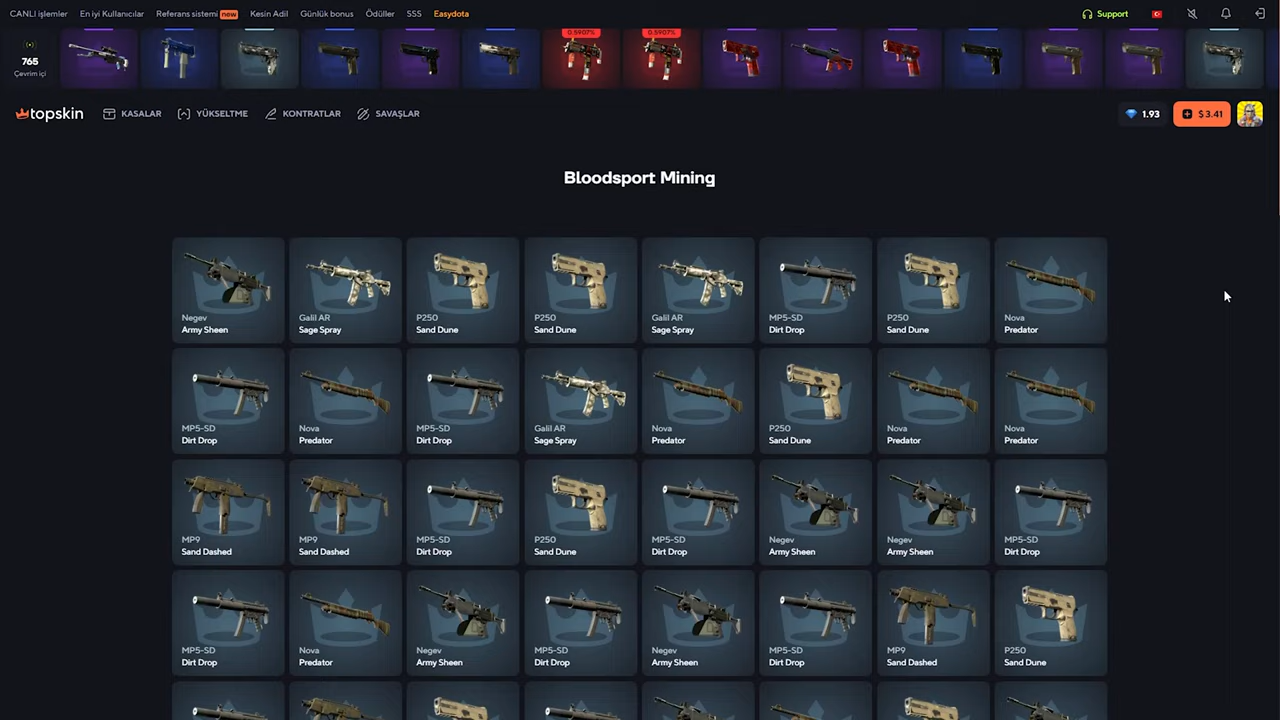 CANLI işlemler En iyi Kullanıcılar Referans sistemi new Kesin Adil Günlük bonus Ödüller SSS Easydota Support
765
Çevrim içi
0.5907% 0.5907%
topskin KASALAR YÜKSELTME KONTRATLAR SAVAŞLAR 1.93 $ 3.41
Bloodsport Mining
Negev Galil AR P250 P250 Galil AR MP5-SD P250 Nova
Army Sheen Sage Spray Sand Dune Sand Dune Sage Spray Dirt Drop Sand Dune Predator
MP5-SD Nova MP5-SD Galil AR Nova P250 Nova Nova
Dirt Drop Predator Dirt Drop Sage Spray Predator Sand Dune Predator Predator
MP9 MP9 MP5-SD P250 MP5-SD Negev Negev MP5-SD
Sand Dashed Sand Dashed Dirt Drop Sand Dune Dirt Drop Army Sheen Army Sheen Dirt Drop
MP5-SD Nova Negev MP5-SD Negev MP5-SD MP9 P250
Dirt Drop Predator Army Sheen Dirt Drop Army Sheen Dirt Drop Sand Dashed Sand Dune